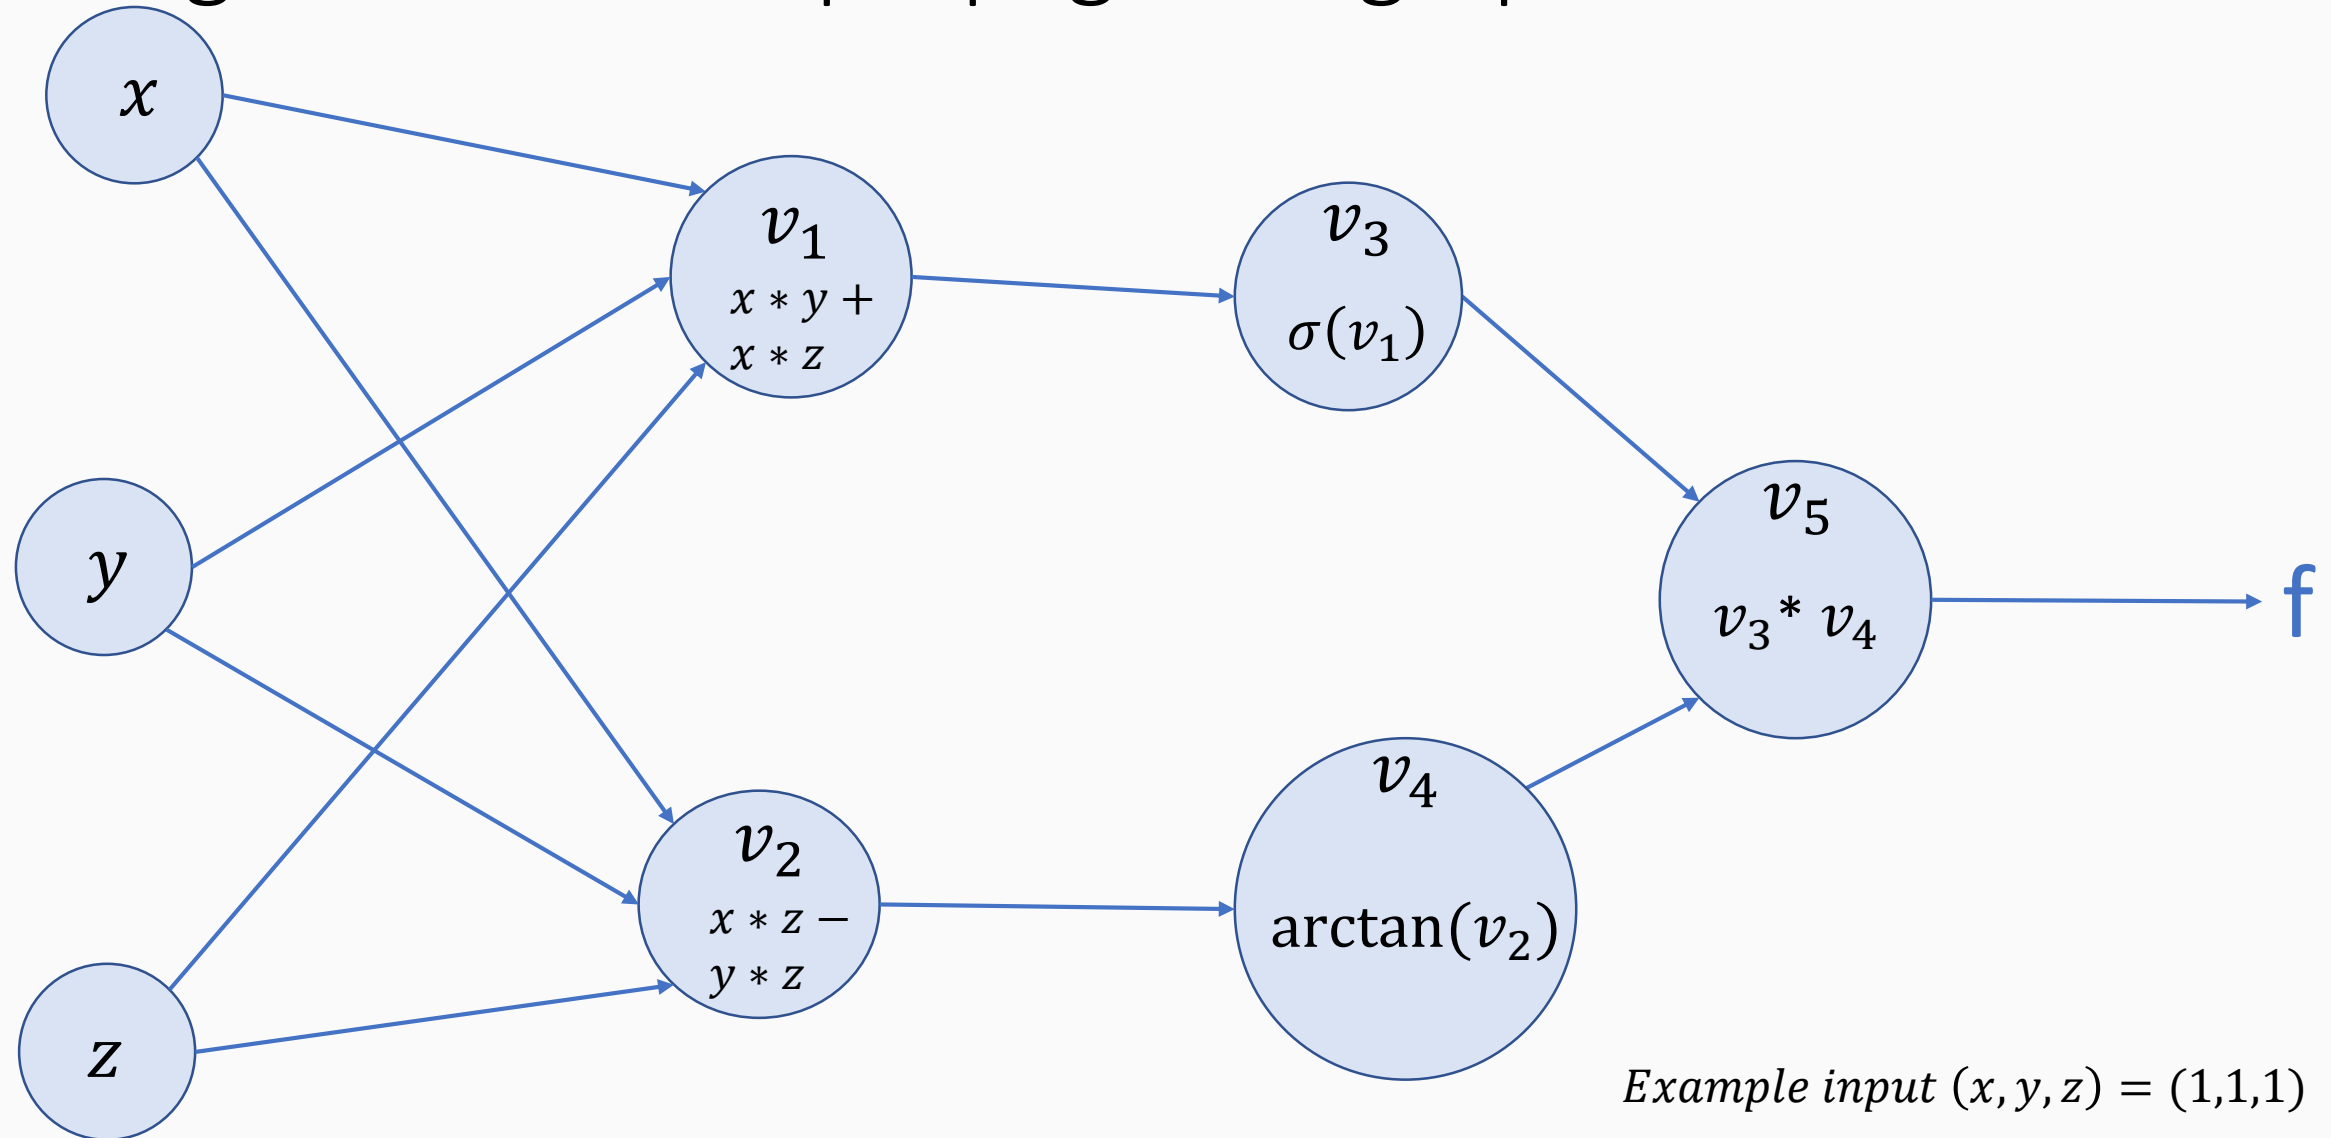 x
v₁
x * y +
x * z
v₃
σ(v₁)
y
v₅
v₃* v₄
f
v₂
x * z −
y * z
v₄
arctan(v₂)
z
Example input (x, y, z) = (1,1,1)